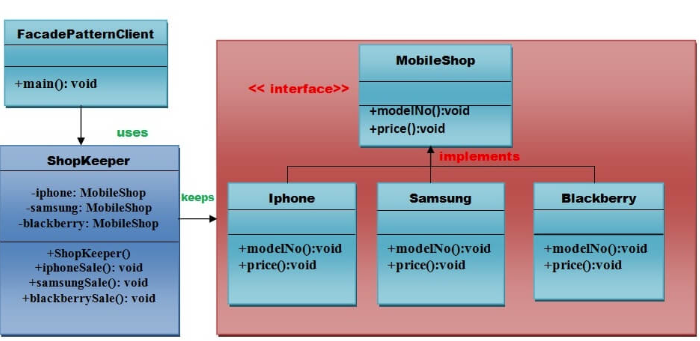 FacadePatternClient
+main(): void
uses
ShopKeeper
-iphone: MobileShop
-samsung: MobileShop
-blackberry: MobileShop
+ShopKeeper()
+iphoneSale(): void
+samsungSale(): void
+blackberrySale(): void
keeps
MobileShop
<< interface>>
+modelNo():void
+price():void
implements
Iphone
+modelNo():void
+price():void
Samsung
+modelNo():void
+price():void
Blackberry
+modelNo():void
+price():void